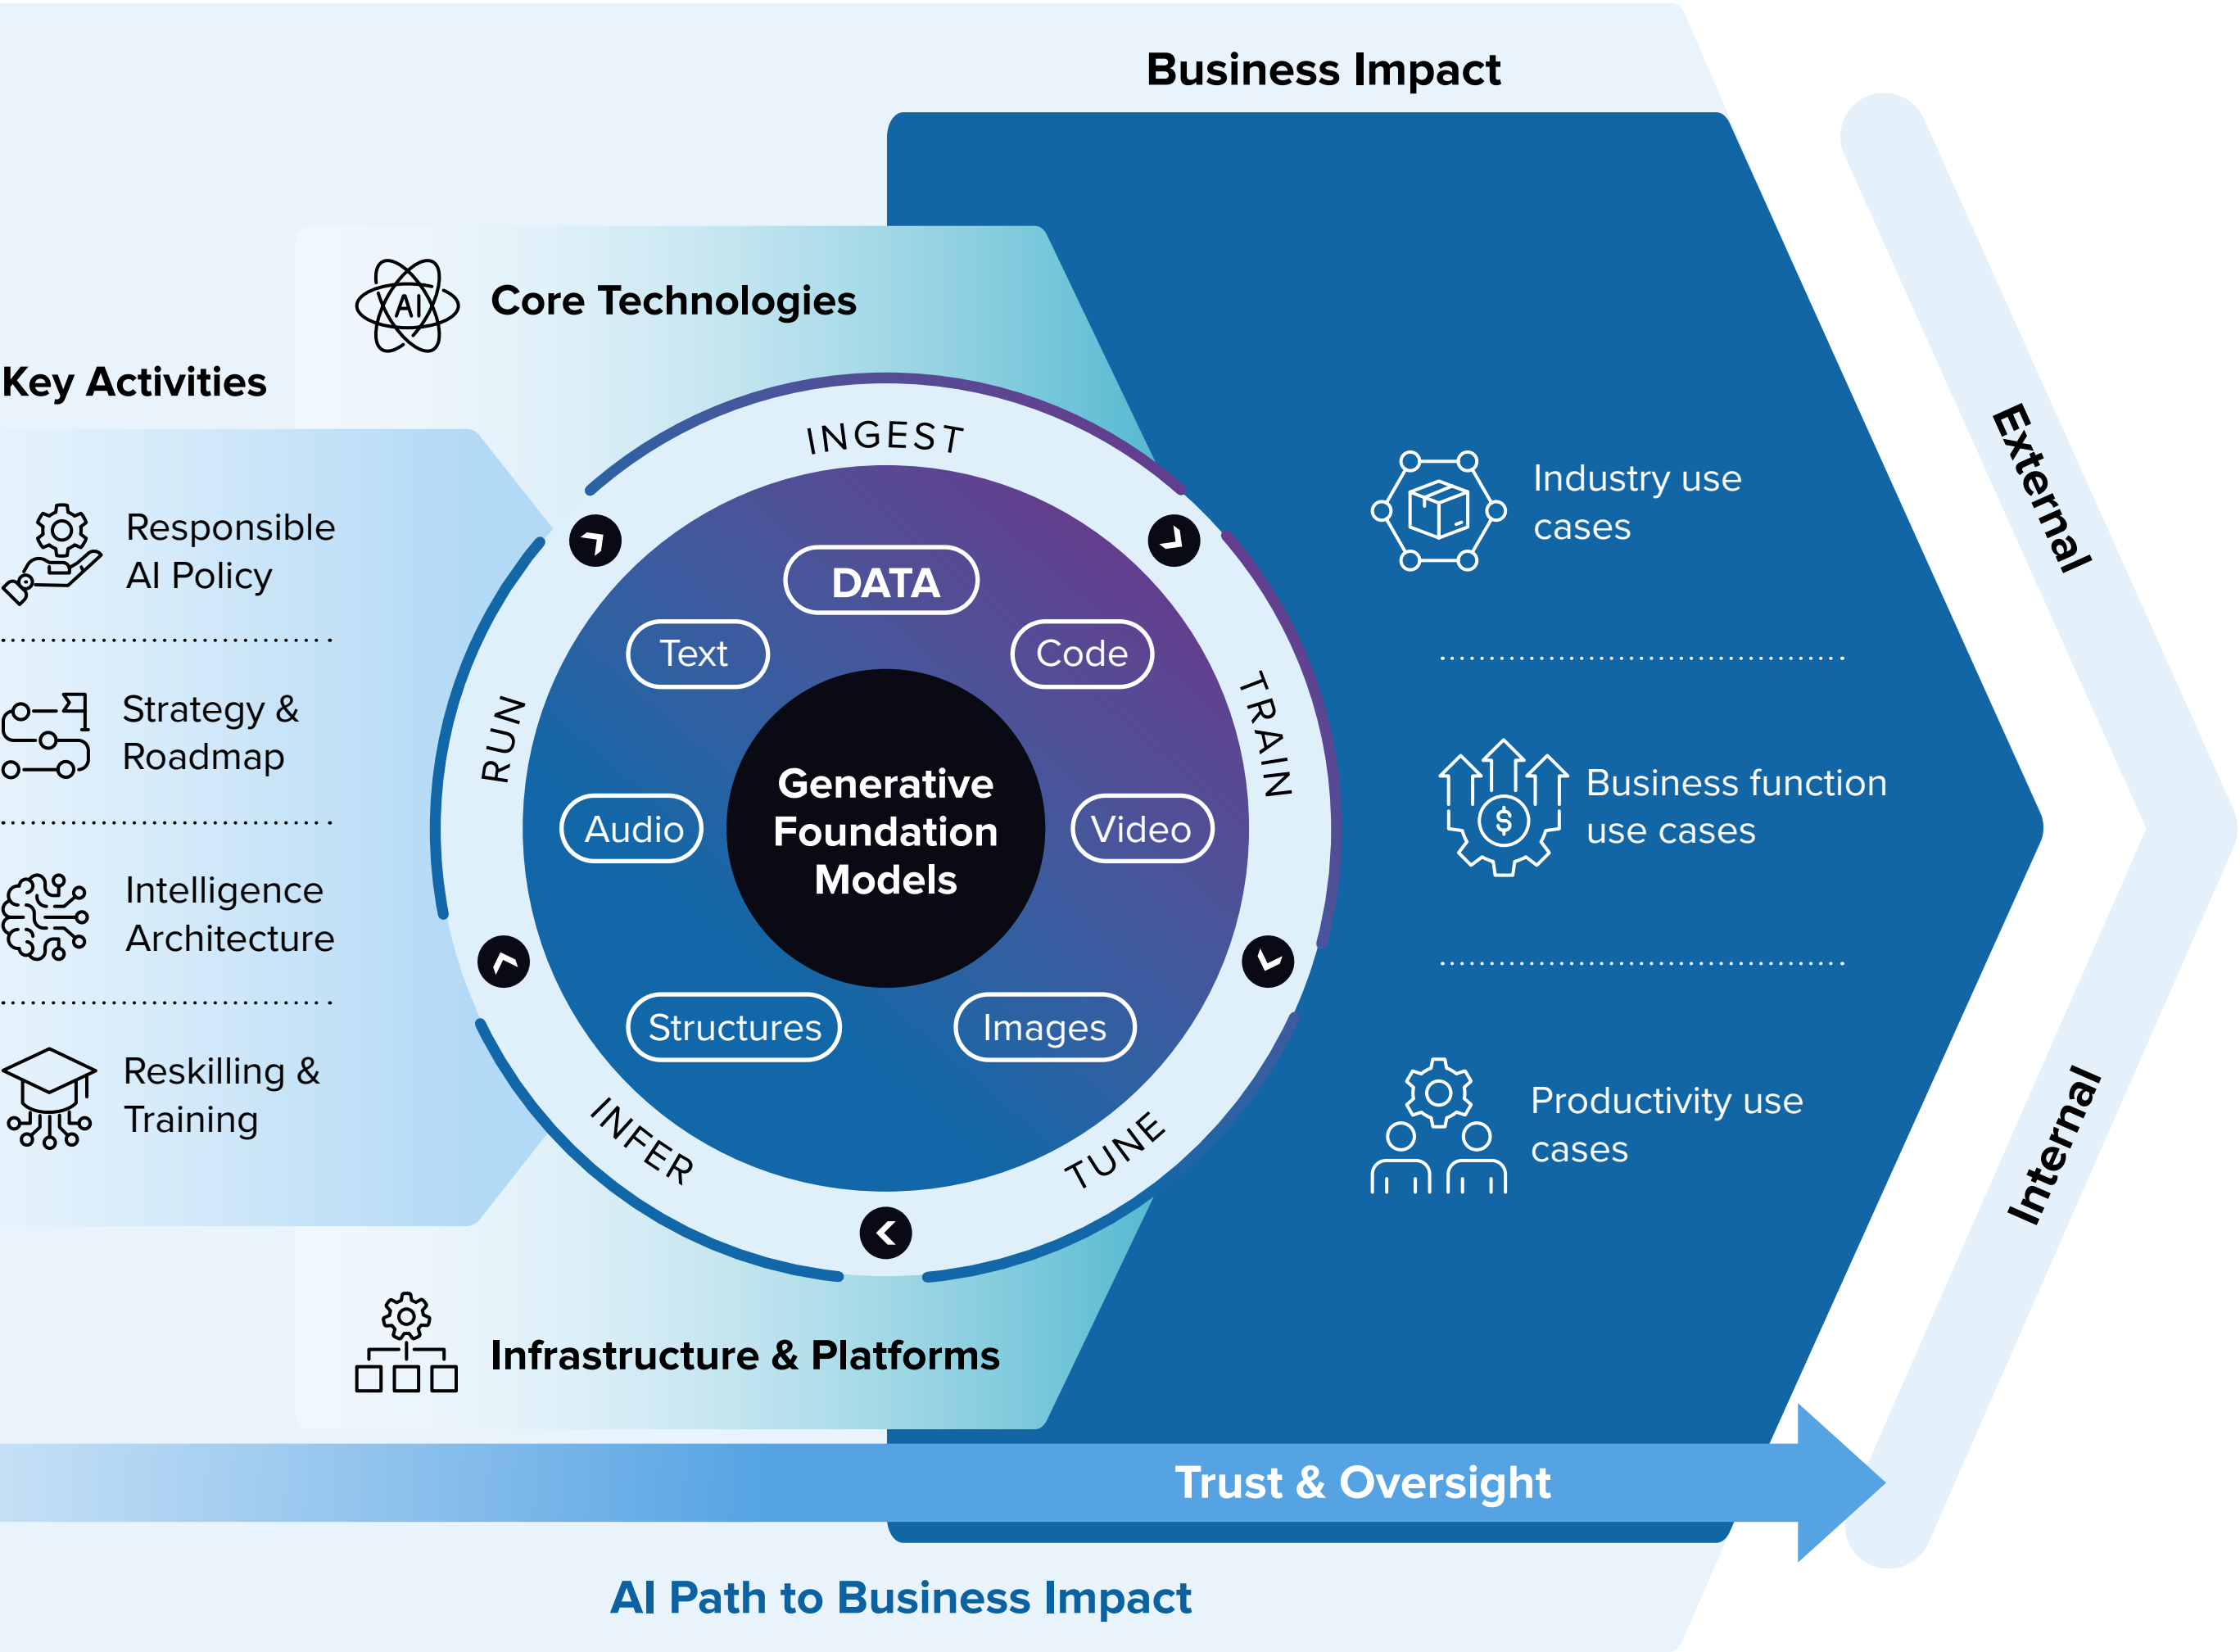 Business Impact
Core Technologies
AI
Key Activities
Responsible
AI Policy
Strategy &
Roadmap
Intelligence
Architecture
Reskilling &
Training
INGEST
TRAIN
TUNE
INFER
RUN
DATA
Text
Code
Audio
Video
Structures
Images
Generative
Foundation
Models
Industry use
cases
$
Business function
use cases
Productivity use
cases
External
Internal
Infrastructure & Platforms
Trust & Oversight
AI Path to Business Impact